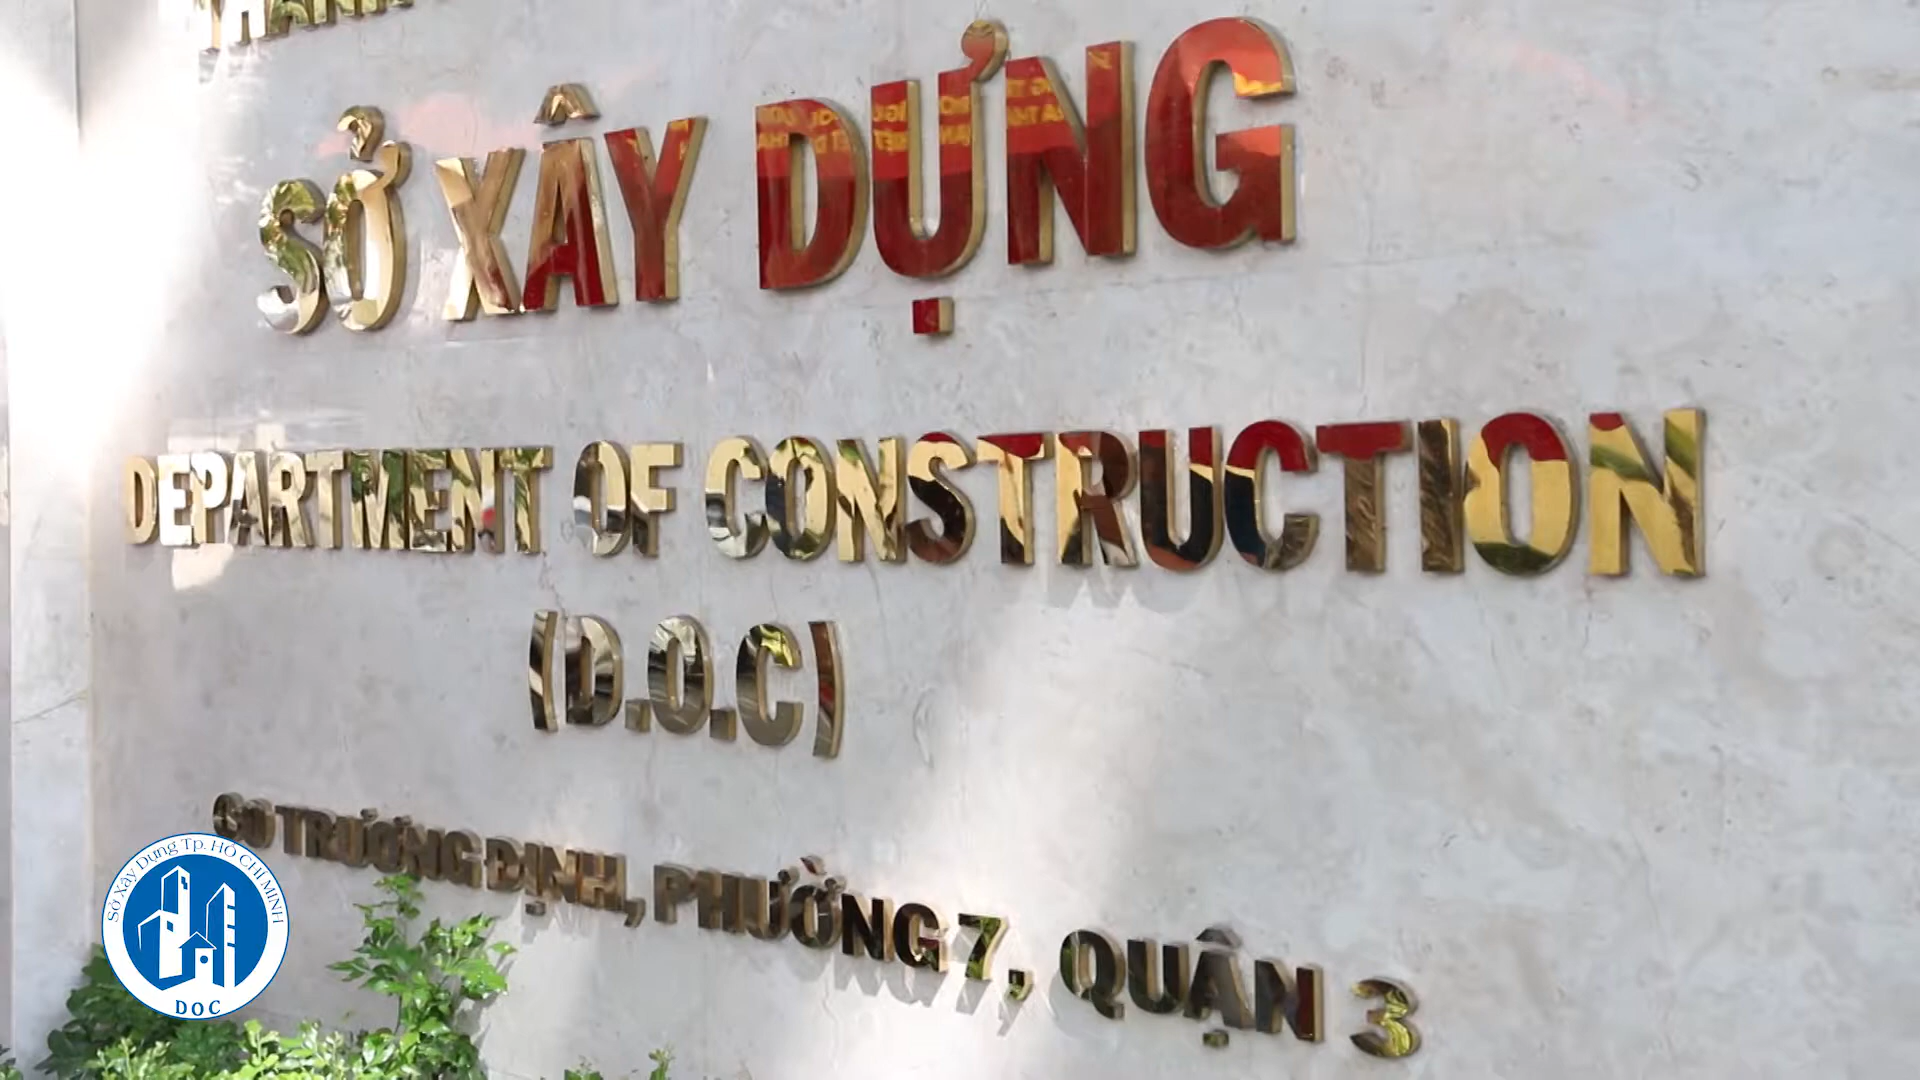 SỞ XÂY DỰNG
DEPARTMENT OF CONSTRUCTION
(D.O.C)
60 TRƯƠNG ĐỊNH, PHƯỜNG 7, QUẬN 3
Sở Xây Dựng Tp. HỒ CHÍ MINH
DOC